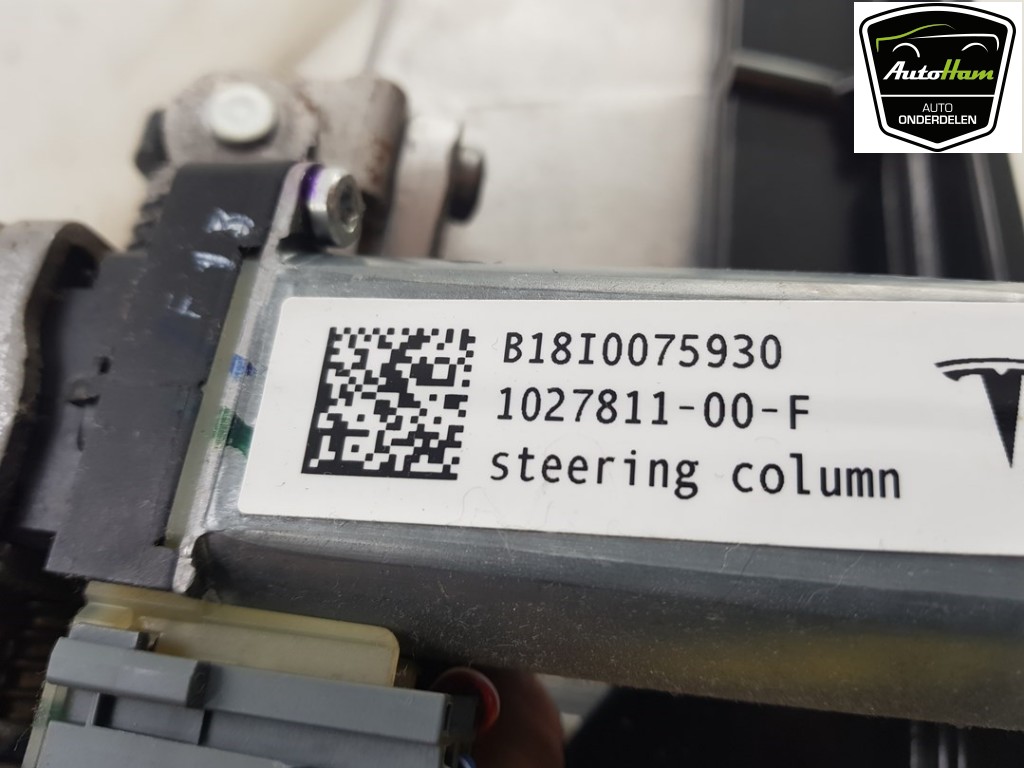 AutoHam
AUTO
ONDERDELEN
B18I0075930
1027811-00-F
steering column